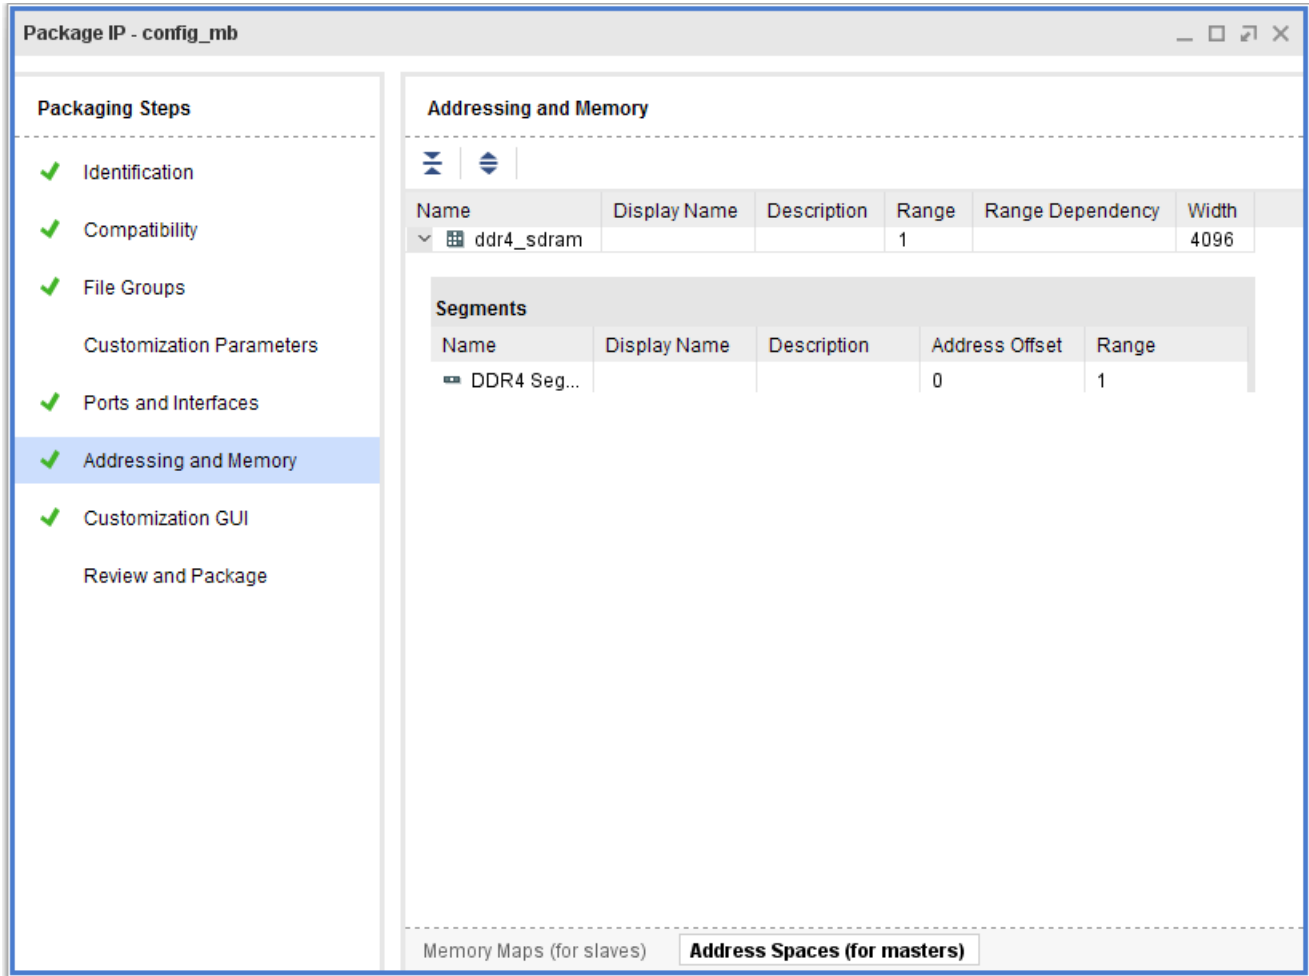 Package IP - config_mb
Packaging Steps
Identification
Compatibility
File Groups
Customization Parameters
Ports and Interfaces
Addressing and Memory
Customization GUI
Review and Package
Addressing and Memory
Name Display Name Description Range Range Dependency Width
ddr4_sdram 1 4096
Segments
Name Display Name Description Address Offset Range
DDR4 Seg... 0 1
Memory Maps (for slaves) Address Spaces (for masters)